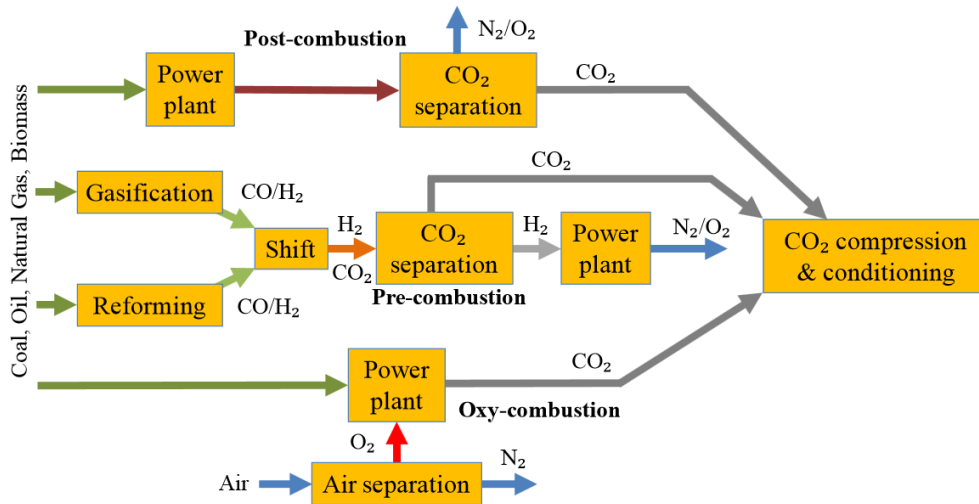 Coal, Oil, Natural Gas, Biomass
Post-combustion
N₂/O₂
Power
plant
CO₂
separation
CO₂
Gasification
CO/H₂
Shift
Reforming
CO/H₂
H₂
CO₂
CO₂
separation
CO₂
H₂
Power
plant
N₂/O₂
Pre-combustion
CO₂ compression
& conditioning
Power
plant
CO₂
Oxy-combustion
O₂
Air
Air separation
N₂